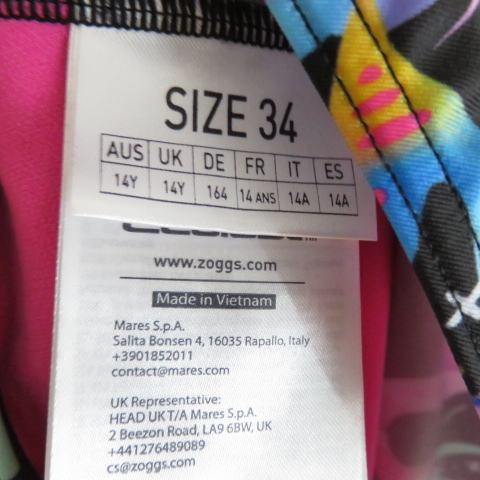 SIZE 34
AUS UK DE FR IT ES
14Y 14Y 164 14 ANS 14A 14A
www.zoggs.com
Made in Vietnam
Mares S.p.A.
Salita Bonsen 4, 16035 Rapallo, Italy
+3901852011
contact@mares.com
UK Representative:
HEAD UK T/A Mares S.p.A.
2 Beezon Road, LA9 6BW, UK
+441276489089
cs@zoggs.com